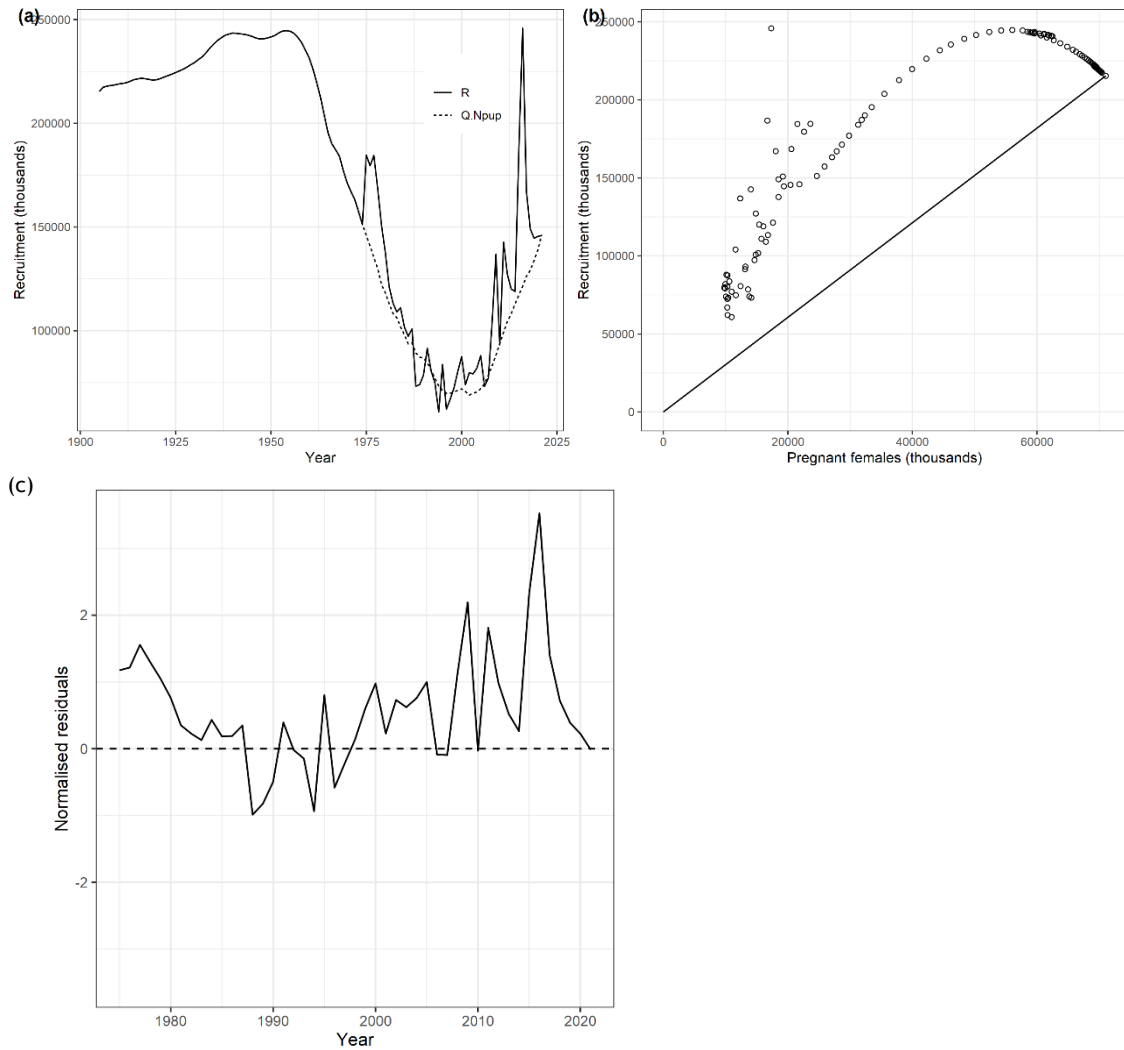 (a)
Recruitment (thousands)
250000
200000
150000
100000
R
Q.Npup
1900
1925
1950
1975
2000
2025
Year
(b)
Recruitment (thousands)
250000
200000
150000
100000
50000
0
0
20000
40000
60000
Pregnant females (thousands)
(c)
Normalised residuals
2
0
-2
1980
1990
2000
2010
2020
Year